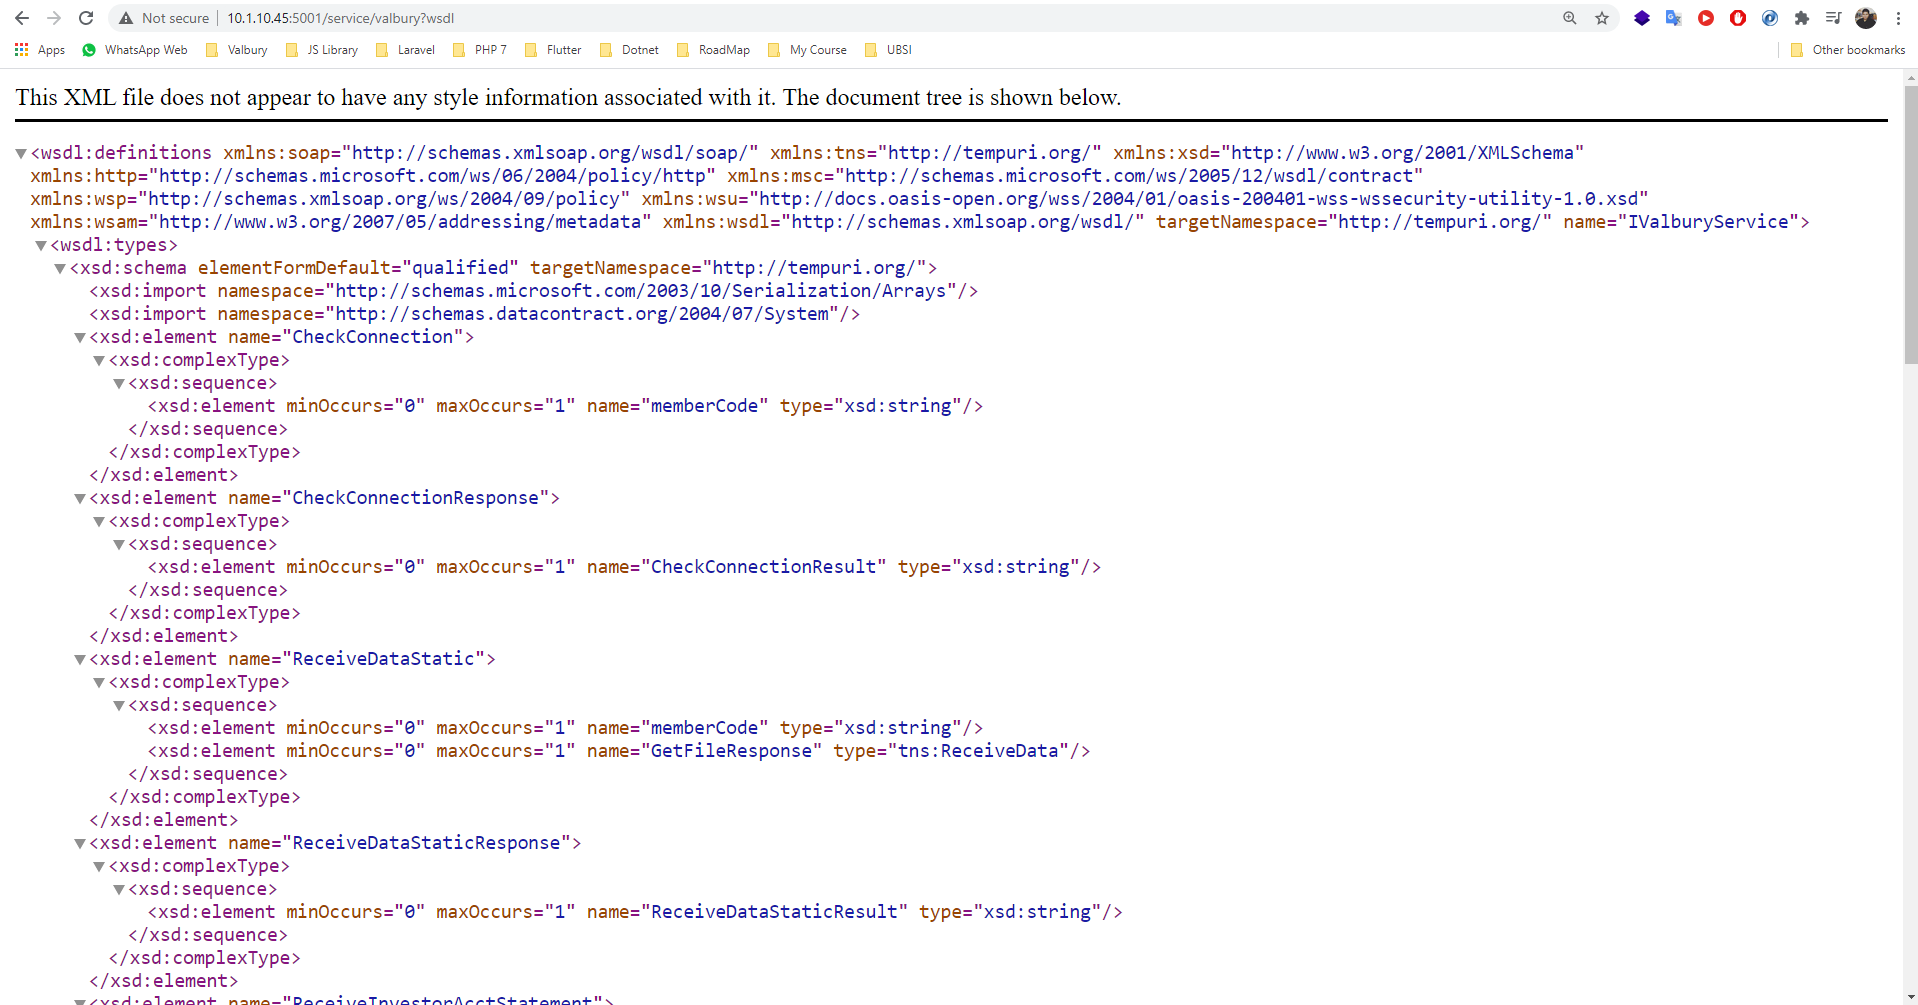 Not secure | 10.1.10.45:5001/service/valbury?wsdl
Apps WhatsApp Web Valbury JS Library Laravel PHP 7 Flutter Dotnet RoadMap My Course UBSI Other bookmarks
This XML file does not appear to have any style information associated with it. The document tree is shown below.
▼<wsdl:definitions xmlns:soap="http://schemas.xmlsoap.org/wsdl/soap/" xmlns:tns="http://tempuri.org/" xmlns:xsd="http://www.w3.org/2001/XMLSchema"
xmlns:http="http://schemas.microsoft.com/ws/06/2004/policy/http" xmlns:msc="http://schemas.microsoft.com/ws/2005/12/wsdl/contract"
xmlns:wsp="http://schemas.xmlsoap.org/ws/2004/09/policy" xmlns:wsu="http://docs.oasis-open.org/wss/2004/01/oasis-200401-wss-wssecurity-utility-1.0.xsd"
xmlns:wsam="http://www.w3.org/2007/05/addressing/metadata" xmlns:wsdl="http://schemas.xmlsoap.org/wsdl/" targetNamespace="http://tempuri.org/" name="IValburyService">
▼<wsdl:types>
▼<xsd:schema elementFormDefault="qualified" targetNamespace="http://tempuri.org/">
<xsd:import namespace="http://schemas.microsoft.com/2003/10/Serialization/Arrays"/>
<xsd:import namespace="http://schemas.datacontract.org/2004/07/System"/>
▼<xsd:element name="CheckConnection">
▼<xsd:complexType>
▼<xsd:sequence>
<xsd:element minOccurs="0" maxOccurs="1" name="memberCode" type="xsd:string"/>
</xsd:sequence>
</xsd:complexType>
</xsd:element>
▼<xsd:element name="CheckConnectionResponse">
▼<xsd:complexType>
▼<xsd:sequence>
<xsd:element minOccurs="0" maxOccurs="1" name="CheckConnectionResult" type="xsd:string"/>
</xsd:sequence>
</xsd:complexType>
</xsd:element>
▼<xsd:element name="ReceiveDataStatic">
▼<xsd:complexType>
▼<xsd:sequence>
<xsd:element minOccurs="0" maxOccurs="1" name="memberCode" type="xsd:string"/>
<xsd:element minOccurs="0" maxOccurs="1" name="GetFileResponse" type="tns:ReceiveData"/>
</xsd:sequence>
</xsd:complexType>
</xsd:element>
▼<xsd:element name="ReceiveDataStaticResponse">
▼<xsd:complexType>
▼<xsd:sequence>
<xsd:element minOccurs="0" maxOccurs="1" name="ReceiveDataStaticResult" type="xsd:string"/>
</xsd:sequence>
</xsd:complexType>
</xsd:element>
▼<xsd:element name="ReceiveInvestorAcctStatement">